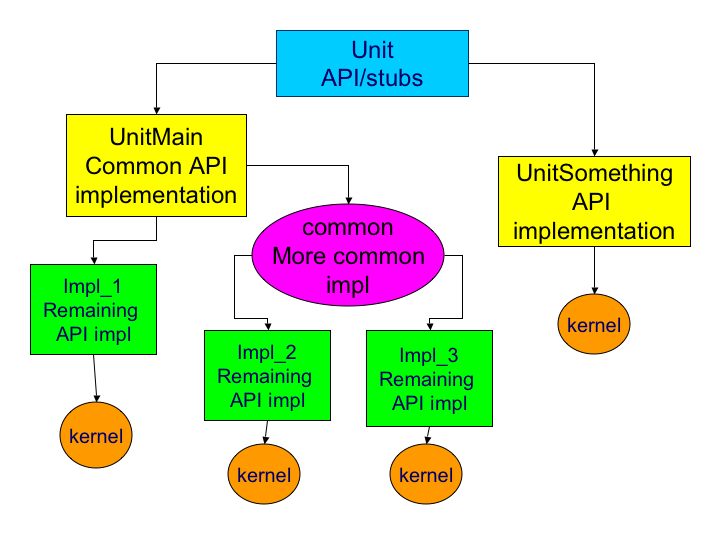 Unit
API/stubs
UnitMain
Common API
implementation
UnitSomething
API
implementation
common
More common
impl
Impl_1
Remaining
API impl
kernel
Impl_2
Remaining
API impl
Impl_3
Remaining
API impl
kernel
kernel
kernel